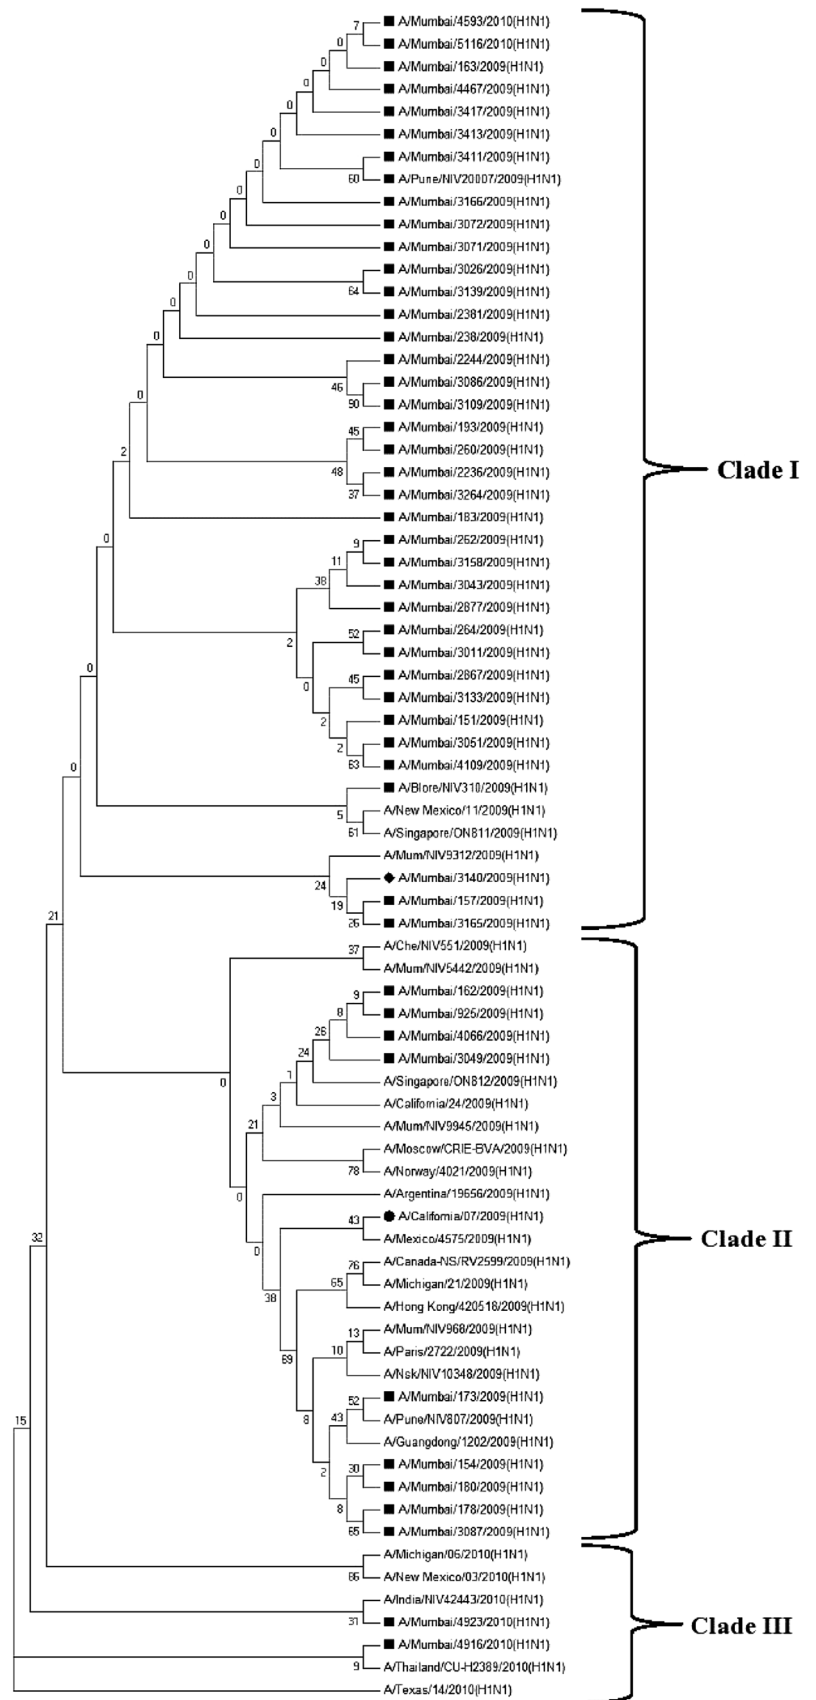 A/Mumbai/4593/2010(H1N1)
7
A/Mumbai/5116/2010(H1N1)
0
A/Mumbai/163/2009(H1N1)
0
A/Mumbai/4467/2009(H1N1)
0
A/Mumbai/3417/2009(H1N1)
0
A/Mumbai/3413/2009(H1N1)
0
A/Mumbai/3411/2009(H1N1)
60
A/Pune/NIV20007/2009(H1N1)
0
A/Mumbai/3166/2009(H1N1)
0
A/Mumbai/3072/2009(H1N1)
0
A/Mumbai/3071/2009(H1N1)
A/Mumbai/3026/2009(H1N1)
0
64
A/Mumbai/3139/2009(H1N1)
0
A/Mumbai/2381/2009(H1N1)
0
A/Mumbai/238/2009(H1N1)
A/Mumbai/2244/2009(H1N1)
46
A/Mumbai/3086/2009(H1N1)
0
90
A/Mumbai/3109/2009(H1N1)
45
A/Mumbai/193/2009(H1N1)
2
A/Mumbai/260/2009(H1N1)
48
A/Mumbai/2236/2009(H1N1)
Clade I
37
A/Mumbai/3264/2009(H1N1)
A/Mumbai/183/2009(H1N1)
0
9
A/Mumbai/262/2009(H1N1)
11
A/Mumbai/3158/2009(H1N1)
38
A/Mumbai/3043/2009(H1N1)
A/Mumbai/2877/2009(H1N1)
52
A/Mumbai/264/2009(H1N1)
2
A/Mumbai/3011/2009(H1N1)
0
45
A/Mumbai/2867/2009(H1N1)
0
A/Mumbai/3133/2009(H1N1)
2
A/Mumbai/151/2009(H1N1)
2
A/Mumbai/3051/2009(H1N1)
63
A/Mumbai/4109/2009(H1N1)
0
A/Blore/NIV310/2009(H1N1)
5
A/New Mexico/11/2009(H1N1)
61
A/Singapore/ON811/2009(H1N1)
A/Mum/NIV9312/2009(H1N1)
24
A/Mumbai/3140/2009(H1N1)
19
A/Mumbai/157/2009(H1N1)
26
A/Mumbai/3165/2009(H1N1)
21
37
A/Che/NIV551/2009(H1N1)
A/Mum/NIV5442/2009(H1N1)
9
A/Mumbai/162/2009(H1N1)
8
A/Mumbai/925/2009(H1N1)
26
A/Mumbai/4066/2009(H1N1)
24
A/Mumbai/3049/2009(H1N1)
1
A/Singapore/ON812/2009(H1N1)
0
3
A/California/24/2009(H1N1)
21
A/Mum/NIV9945/2009(H1N1)
A/Moscow/CRIE-BVA/2009(H1N1)
78
A/Norway/4021/2009(H1N1)
0
A/Argentina/19656/2009(H1N1)
43
A/California/07/2009(H1N1)
32
0
A/Mexico/4575/2009(H1N1)
Clade II
76
A/Canada-NS/RV2599/2009(H1N1)
65
A/Michigan/21/2009(H1N1)
38
A/Hong Kong/420518/2009(H1N1)
13
A/Mum/NIV968/2009(H1N1)
10
A/Paris/2722/2009(H1N1)
69
A/Nsk/NIV10348/2009(H1N1)
52
A/Mumbai/173/2009(H1N1)
15
8
43
A/Pune/NIV807/2009(H1N1)
A/Guangdong/1202/2009(H1N1)
2
30
A/Mumbai/154/2009(H1N1)
A/Mumbai/180/2009(H1N1)
8
A/Mumbai/178/2009(H1N1)
65
A/Mumbai/3087/2009(H1N1)
A/Michigan/06/2010(H1N1)
86
A/New Mexico/03/2010(H1N1)
A/India/NIV42443/2010(H1N1)
31
A/Mumbai/4923/2010(H1N1)
Clade III
A/Mumbai/4916/2010(H1N1)
9
A/Thailand/CU-H2389/2010(H1N1)
A/Texas/14/2010(H1N1)